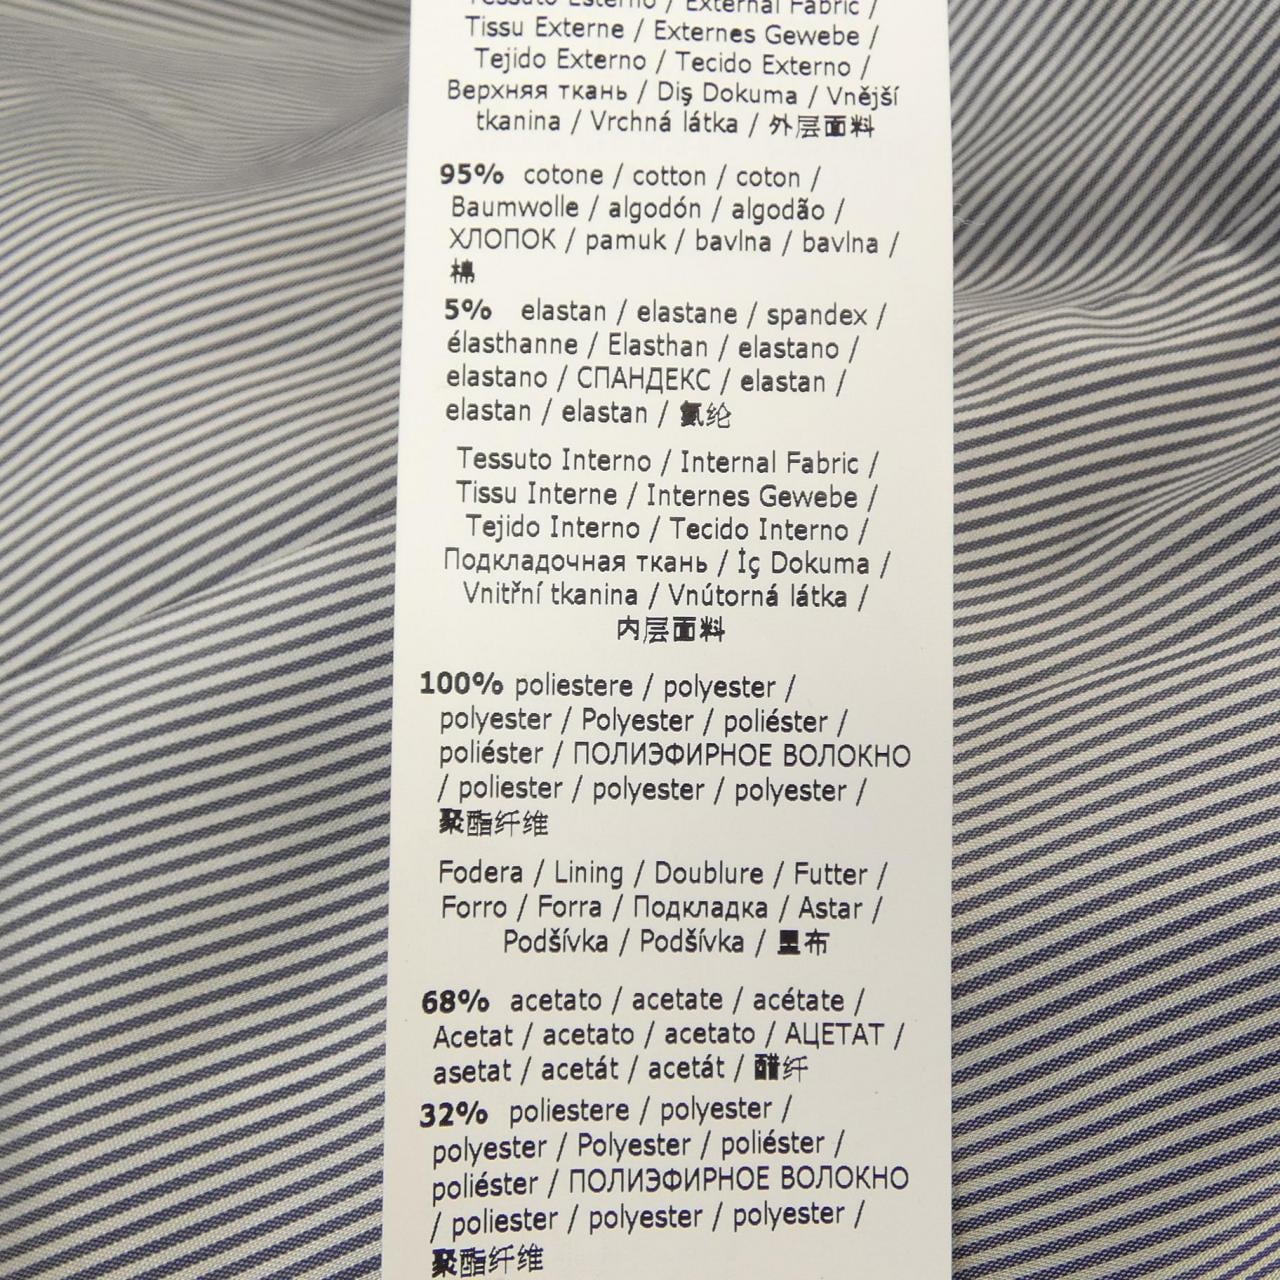 Tessuto Esterno / External Fabric /
Tissu Externe / Externes Gewebe /
Tejido Externo / Tecido Externo /
Верхняя ткань / Diş Dokuma / Vnější
tkanina / Vrchná látka / 外层面料
95% cotone / cotton / coton /
Baumwolle / algodón / algodão /
ХЛОПОК / pamuk / bavlna / bavlna /
棉
5% elastan / elastane / spandex /
élasthanne / Elasthan / elastano /
elastano / СПАНДЕКС / elastan /
elastan / elastan / 氨纶
Tessuto Interno / Internal Fabric /
Tissu Interne / Internes Gewebe /
Tejido Interno / Tecido Interno /
Подкладочная ткань / İç Dokuma /
Vnitřní tkanina / Vnútorná látka /
内层面料
100% poliestere / polyester /
polyester / Polyester / poliéster /
poliéster / ПОЛИЭФИРНОЕ ВОЛОКНО
/ poliester / polyester / polyester /
聚酯纤维
Fodera / Lining / Doublure / Futter /
Forro / Forra / Подкладка / Astar /
Podšívka / Podšívka / 里布
68% acetato / acetate / acétate /
Acetat / acetato / acetato / АЦЕТАТ /
asetat / acetát / acetát / 醋纤
32% poliestere / polyester /
polyester / Polyester / poliéster /
poliéster / ПОЛИЭФИРНОЕ ВОЛОКНО
/ poliester / polyester / polyester /
聚酯纤维